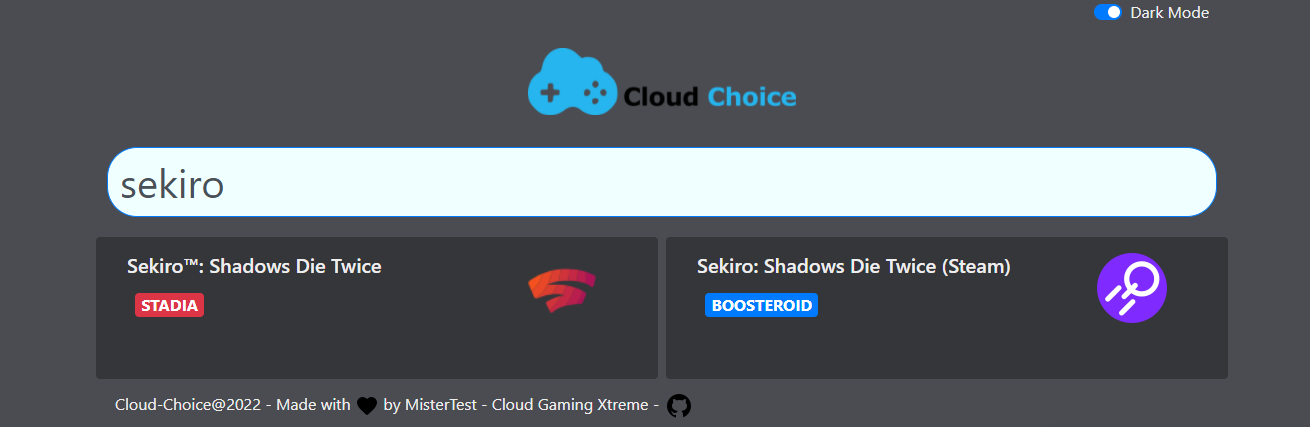 Dark Mode
Cloud Choice
sekiro
Sekiro™: Shadows Die Twice
STADIA
Sekiro: Shadows Die Twice (Steam)
BOOSTEROID
Cloud-Choice@2022 - Made with by MisterTest - Cloud Gaming Xtreme -